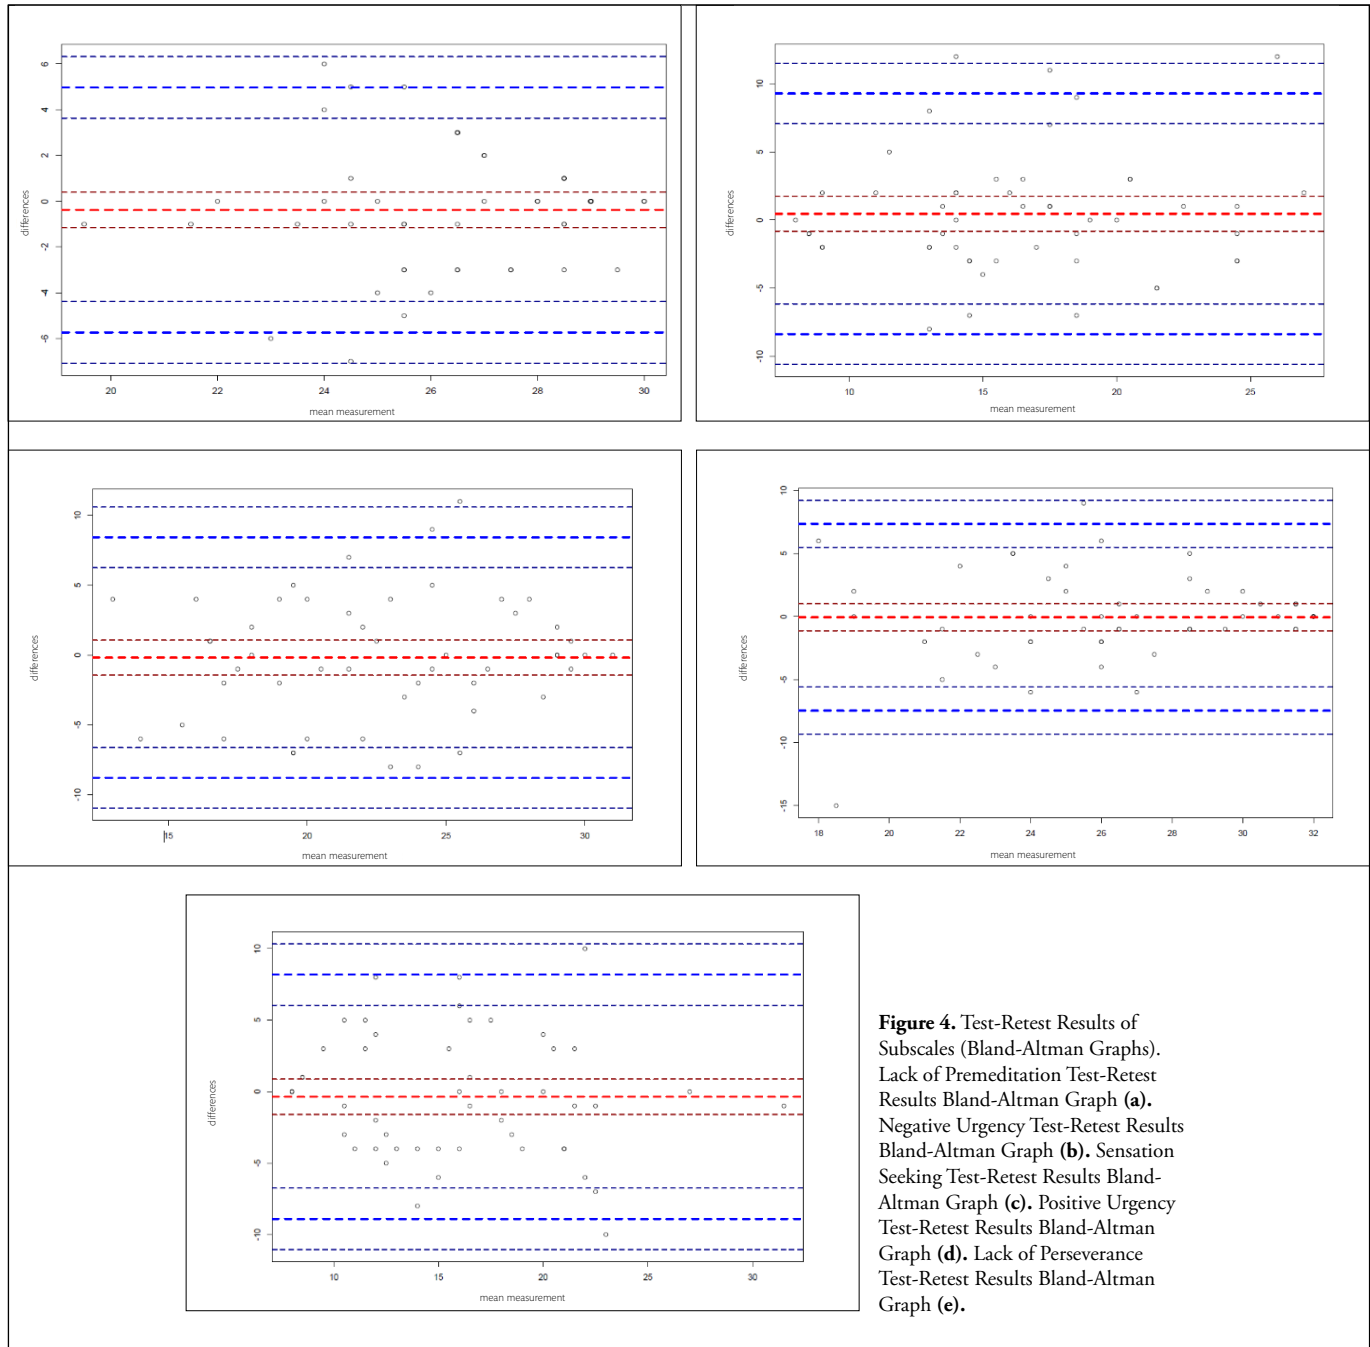 6
4
2
0
-2
-4
-6
differences
20
22
24
26
28
30
mean measurement
10
5
0
-5
-10
differences
10
15
20
25
mean measurement
10
5
0
-5
-10
differences
15
20
25
30
mean measurement
10
5
0
-5
-10
-15
differences
18
20
22
24
26
28
30
32
mean measurement
10
5
0
-5
-10
differences
10
15
20
25
30
mean measurement
Figure 4. Test-Retest Results of
Subscales (Bland-Altman Graphs).
Lack of Premeditation Test-Retest
Results Bland-Altman Graph (a).
Negative Urgency Test-Retest Results
Bland-Altman Graph (b). Sensation
Seeking Test-Retest Results Bland-
Altman Graph (c). Positive Urgency
Test-Retest Results Bland-Altman
Graph (d). Lack of Perseverance
Test-Retest Results Bland-Altman
Graph (e).